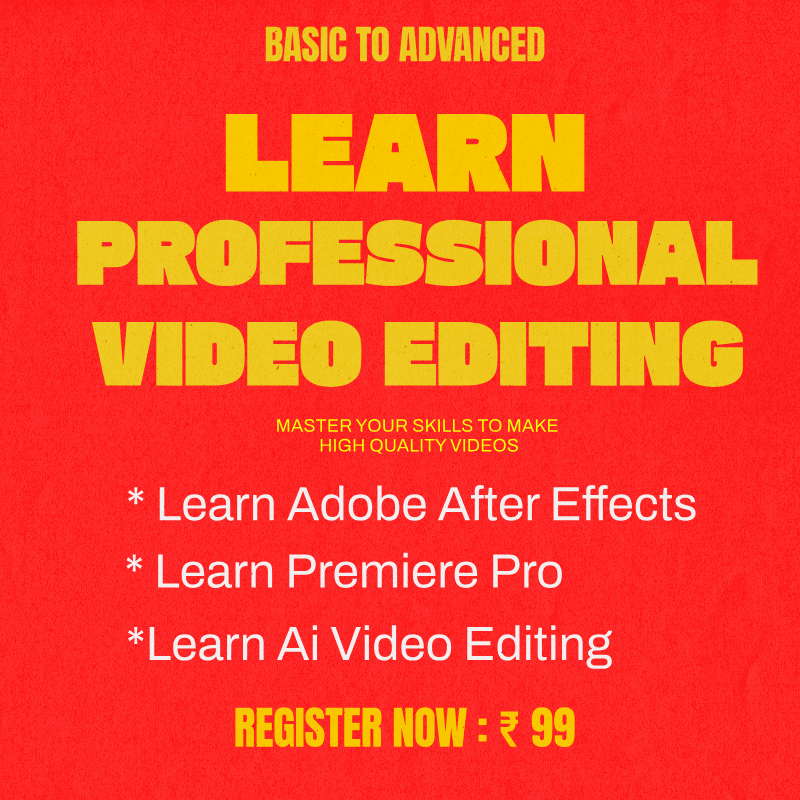 BASIC TO ADVANCED
LEARN
PROFESSIONAL
VIDEO EDITING
MASTER YOUR SKILLS TO MAKE
HIGH QUALITY VIDEOS
* Learn Adobe After Effects
* Learn Premiere Pro
*Learn Ai Video Editing
REGISTER NOW : ₹ 99